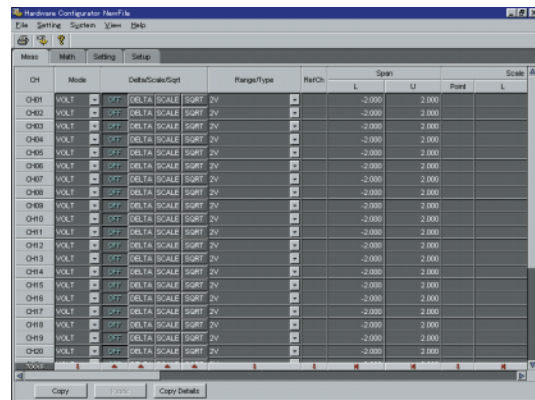 Hardware Configurator NewFile
File Setting System View Help
Meas Math Setting Setup
CH Mode Delta/Scale/Sqrt Range/Type RefCh Span Scale
L U Point L
CH01 VOLT OFF DELTA SCALE SQRT 2V -2.000 2.000
CH02 VOLT OFF DELTA SCALE SQRT 2V -2.000 2.000
CH03 VOLT OFF DELTA SCALE SQRT 2V -2.000 2.000
CH04 VOLT OFF DELTA SCALE SQRT 2V -2.000 2.000
CH05 VOLT OFF DELTA SCALE SQRT 2V -2.000 2.000
CH06 VOLT OFF DELTA SCALE SQRT 2V -2.000 2.000
CH07 VOLT OFF DELTA SCALE SQRT 2V -2.000 2.000
CH08 VOLT OFF DELTA SCALE SQRT 2V -2.000 2.000
CH09 VOLT OFF DELTA SCALE SQRT 2V -2.000 2.000
CH10 VOLT OFF DELTA SCALE SQRT 2V -2.000 2.000
CH11 VOLT OFF DELTA SCALE SQRT 2V -2.000 2.000
CH12 VOLT OFF DELTA SCALE SQRT 2V -2.000 2.000
CH13 VOLT OFF DELTA SCALE SQRT 2V -2.000 2.000
CH14 VOLT OFF DELTA SCALE SQRT 2V -2.000 2.000
CH15 VOLT OFF DELTA SCALE SQRT 2V -2.000 2.000
CH16 VOLT OFF DELTA SCALE SQRT 2V -2.000 2.000
CH17 VOLT OFF DELTA SCALE SQRT 2V -2.000 2.000
CH18 VOLT OFF DELTA SCALE SQRT 2V -2.000 2.000
CH19 VOLT OFF DELTA SCALE SQRT 2V -2.000 2.000
CH20 VOLT OFF DELTA SCALE SQRT 2V -2.000 2.000
TOOLS
Copy Paste Copy Details